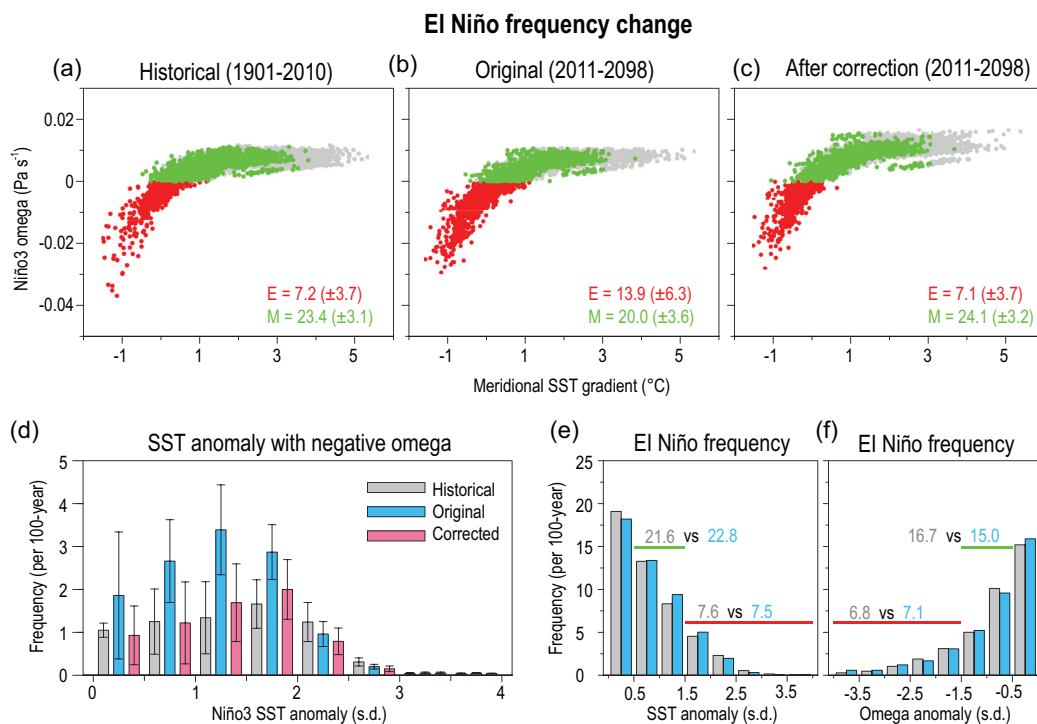 El Niño frequency change
(a) Historical (1901-2010)
(b) Original (2011-2098)
(c) After correction (2011-2098)
Niño3 omega (Pa s⁻¹)
0.02
0
-0.02
-0.04
E = 7.2 (±3.7)
M = 23.4 (±3.1)
E = 13.9 (±6.3)
M = 20.0 (±3.6)
E = 7.1 (±3.7)
M = 24.1 (±3.2)
-1 1 3 5
-1 1 3 5
-1 1 3 5
Meridional SST gradient (°C)
(d) SST anomaly with negative omega
Frequency (per 100-year)
5
4
3
2
1
0
Historical
Original
Corrected
0 1 2 3 4
Niño3 SST anomaly (s.d.)
(e) El Niño frequency
Frequency (per 100-year)
25
20
15
10
5
0
21.6 vs 22.8
7.6 vs 7.5
0.5 1.5 2.5 3.5
SST anomaly (s.d.)
(f) El Niño frequency
16.7 vs 15.0
6.8 vs 7.1
-3.5 -2.5 -1.5 -0.5
Omega anomaly (s.d.)